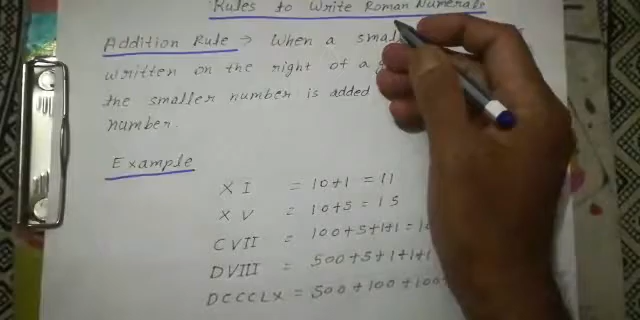 Rules to Write Roman Numerals
Addition Rule → When a small
written on the right of a
the smaller number is added
number.
Example
XI = 10+1 = 11
XV = 10+5 = 15
CVII = 100+5+1+1 =
DVIII = 500+5+1+1+1
DCCCLX = 500+100+100+